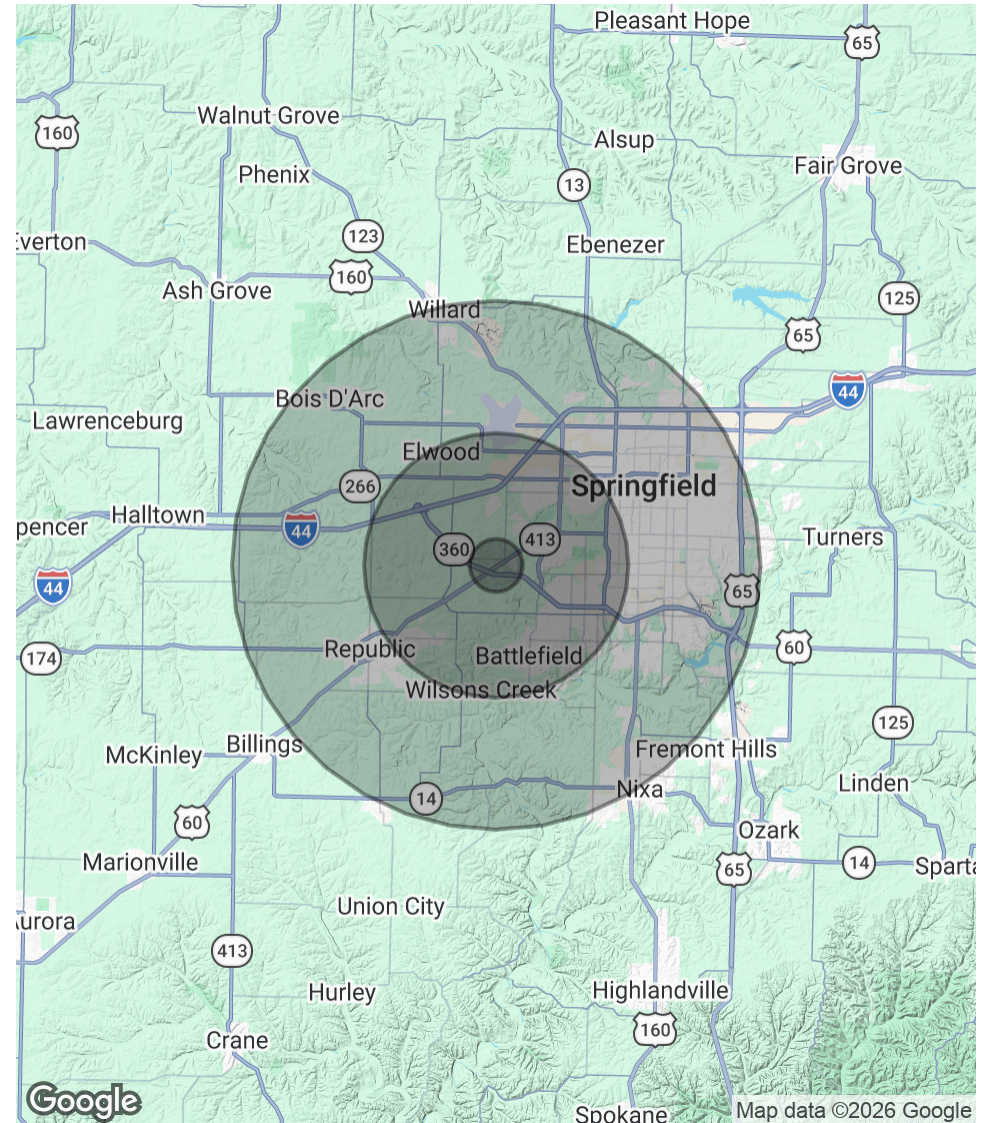 Pleasant Hope
65
Walnut Grove
160
Alsup
Fair Grove
Phenix
13
123
Everton
Ebenezer
160
Ash Grove
125
Willard
65
44
Bois D'Arc
Lawrenceburg
Elwood
266
Springfield
Halltown
pencer
44
413
Turners
360
44
65
Republic
60
174
Battlefield
Wilsons Creek
125
Billings
Fremont Hills
McKinley
Linden
Nixa
14
60
Ozark
Marionville
65
14
Sparta
Aurora
Union City
413
Hurley
Highlandville
160
Crane
Google
Spokane
Map data ©2026 Google